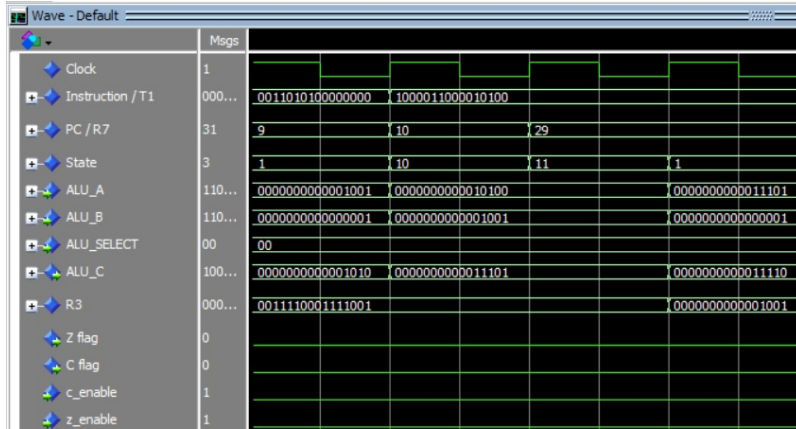 Wave - Default
Msgs
Clock 1
Instruction / T1 000... 0011010100000000 1000011000010100
PC / R7 31 9 10 29
State 3 1 10 11 1
ALU_A 110... 0000000000001001 0000000000010100 0000000000011101
ALU_B 110... 0000000000000001 0000000000001001 0000000000000001
ALU_SELECT 00 00
ALU_C 100... 0000000000001010 0000000000011101 0000000000011110
R3 000... 0011110001111001 0000000000001001
Z flag 0
C flag 0
c_enable 1
z_enable 1